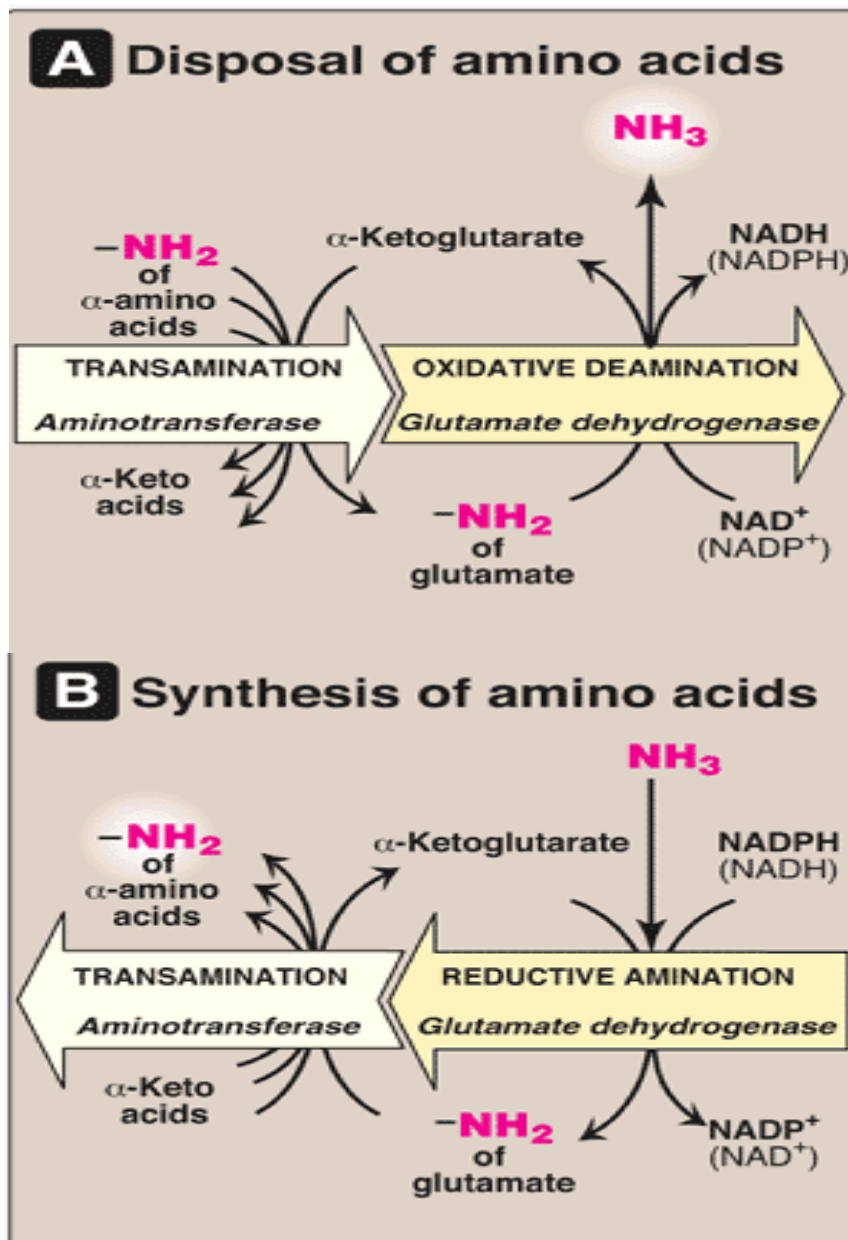 A Disposal of amino acids
NH₃
–NH₂
of
α-amino
acids
α-Ketoglutarate
NADH
(NADPH)
TRANSAMINATION
Aminotransferase
OXIDATIVE DEAMINATION
Glutamate dehydrogenase
α-Keto
acids
–NH₂
of
glutamate
NAD⁺
(NADP⁺)
B Synthesis of amino acids
NH₃
–NH₂
of
α-amino
acids
α-Ketoglutarate
NADPH
(NADH)
TRANSAMINATION
Aminotransferase
REDUCTIVE AMINATION
Glutamate dehydrogenase
α-Keto
acids
–NH₂
of
glutamate
NADP⁺
(NAD⁺)